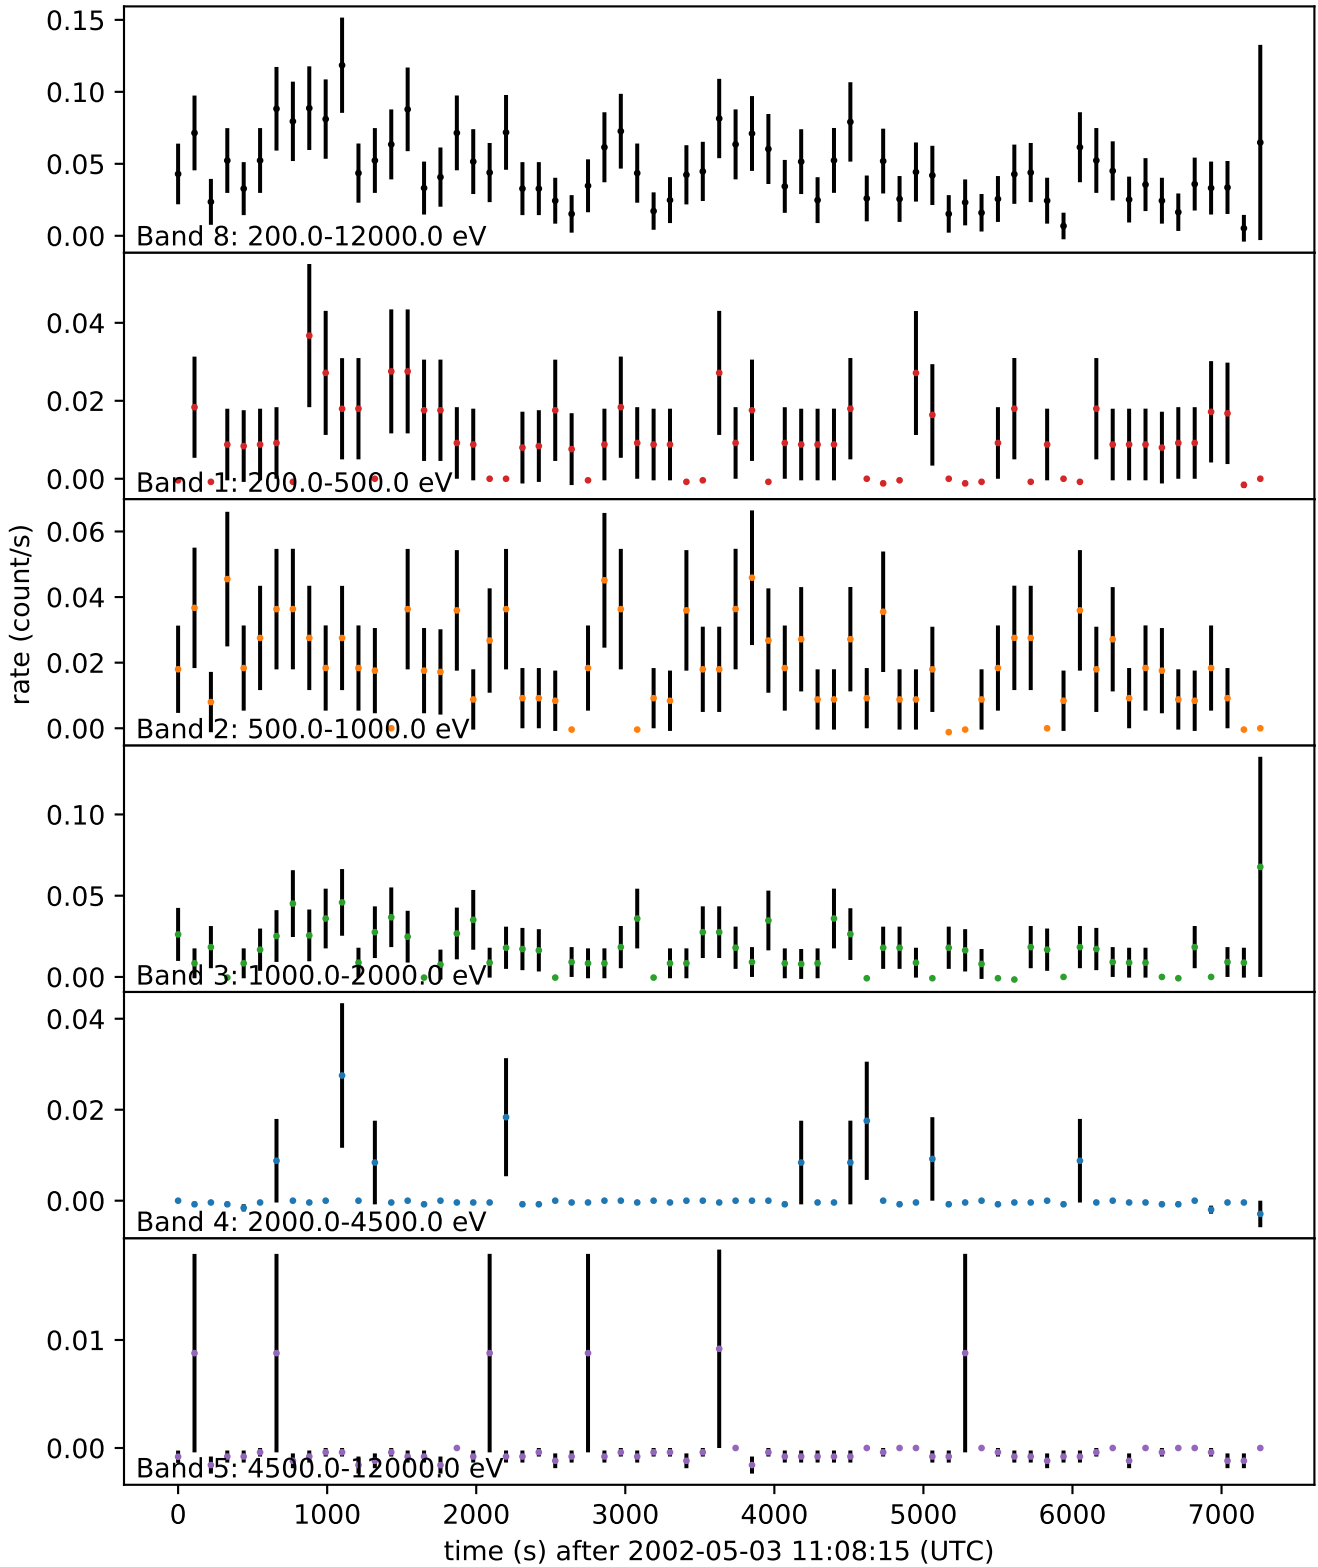 0.15
0.10
0.05
0.00
Band 8: 200.0-12000.0 eV
0.04
0.02
0.00
Band 1: 200.0-500.0 eV
rate (count/s)
0.06
0.04
0.02
0.00
Band 2: 500.0-1000.0 eV
0.10
0.05
0.00
Band 3: 1000.0-2000.0 eV
0.04
0.02
0.00
Band 4: 2000.0-4500.0 eV
0.01
0.00
Band 5: 4500.0-12000.0 eV
0 1000 2000 3000 4000 5000 6000 7000
time (s) after 2002-05-03 11:08:15 (UTC)